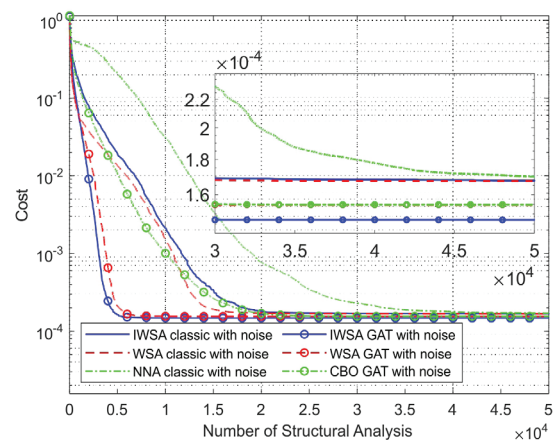 10^0
10^-1
10^-2
10^-3
10^-4
Cost
×10^-4
2.2
2
1.8
1.6
3 3.5 4 4.5 5
×10^4
IWSA classic with noise IWSA GAT with noise
WSA classic with noise WSA GAT with noise
NNA classic with noise CBO GAT with noise
0 0.5 1 1.5 2 2.5 3 3.5 4 4.5 5
Number of Structural Analysis ×10^4